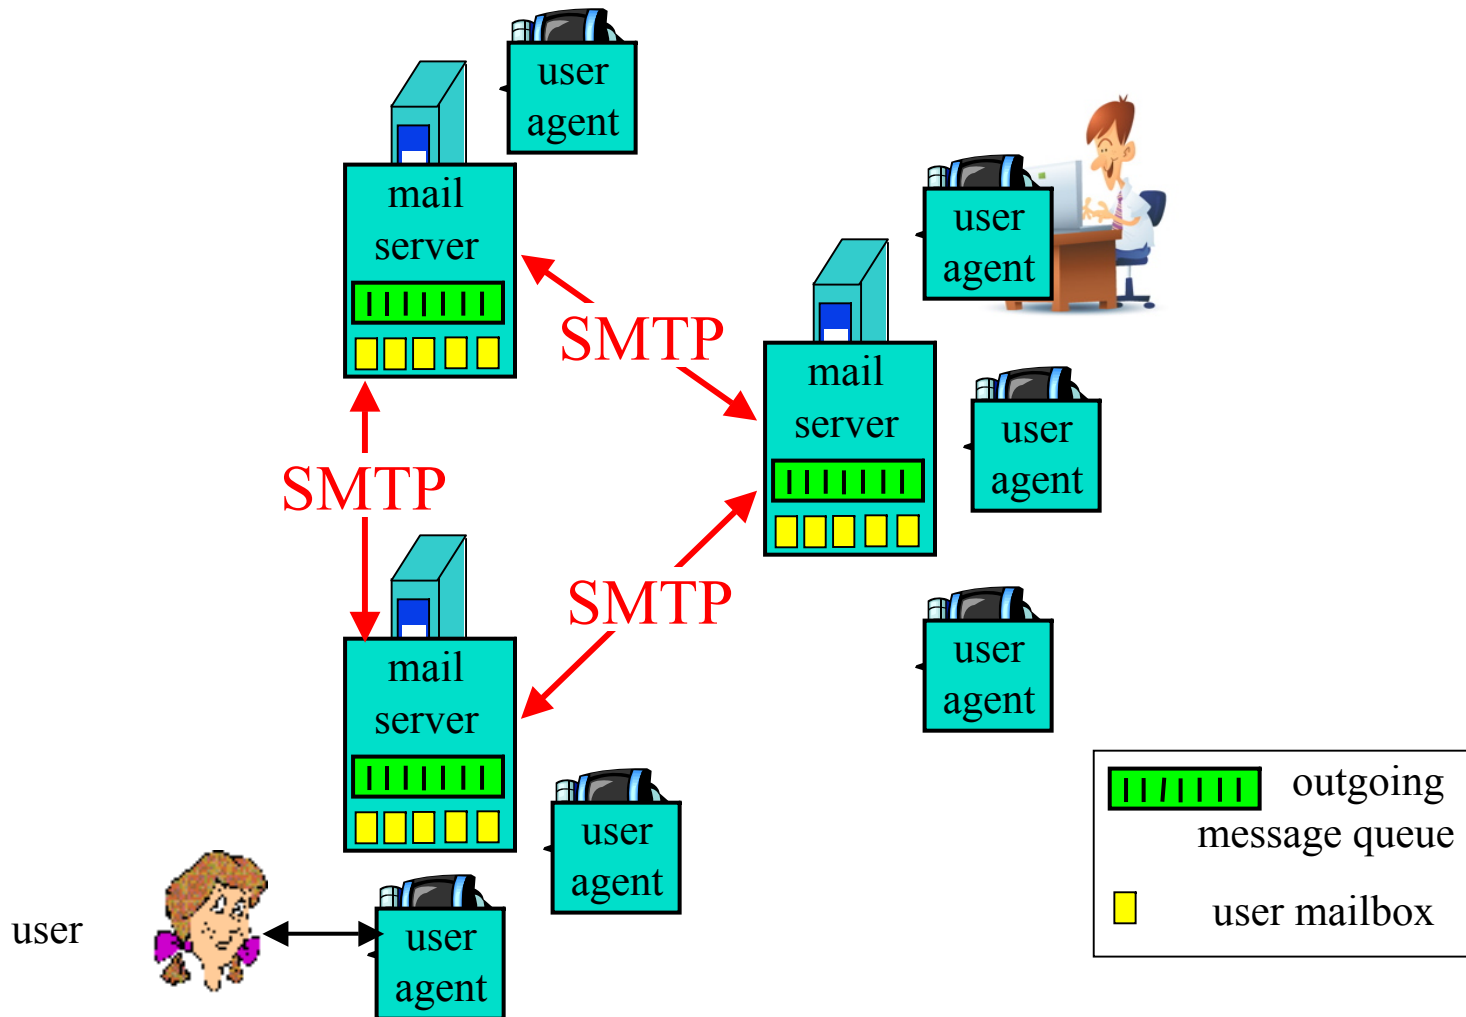 user
agent
mail
server
user
agent
SMTP
mail
server
user
agent
SMTP
SMTP
mail
server
user
agent
user
agent
outgoing
message queue
user mailbox
user
user
agent